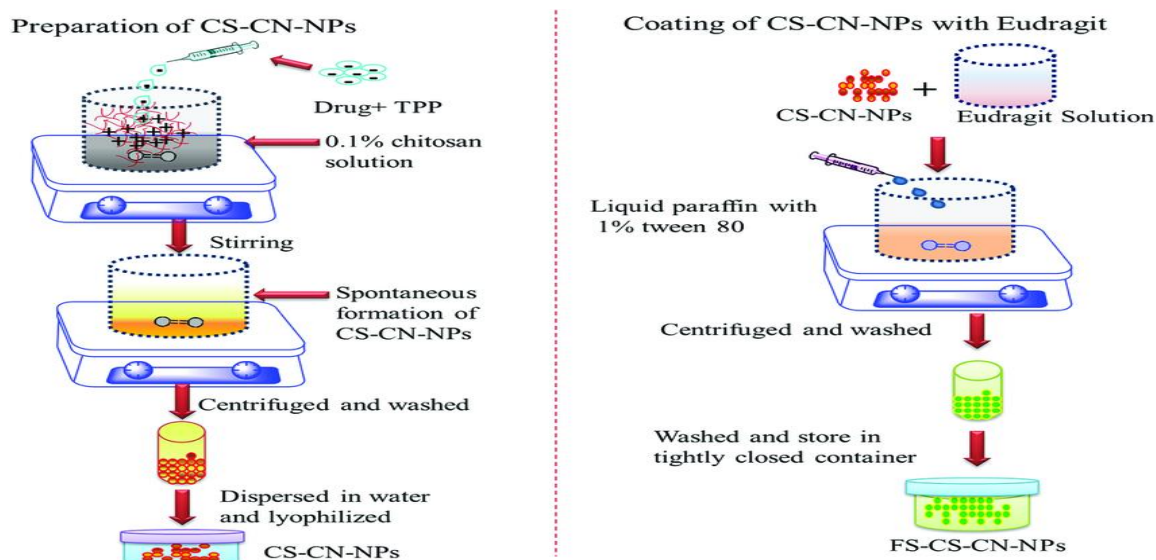 Preparation of CS-CN-NPs
Drug+ TPP
0.1% chitosan
solution
Stirring
Spontaneous
formation of
CS-CN-NPs
Centrifuged and washed
Dispersed in water
and lyophilized
CS-CN-NPs
Coating of CS-CN-NPs with Eudragit
+
CS-CN-NPs
Eudragit Solution
Liquid paraffin with
1% tween 80
Centrifuged and washed
Washed and store in
tightly closed container
FS-CS-CN-NPs